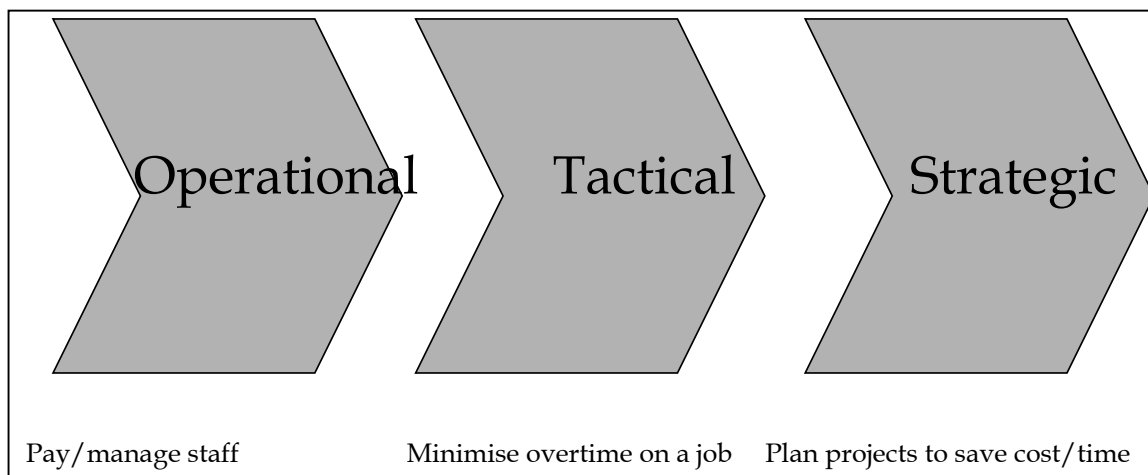 Operational
Tactical
Strategic
Pay/manage staff
Minimise overtime on a job
Plan projects to save cost/time